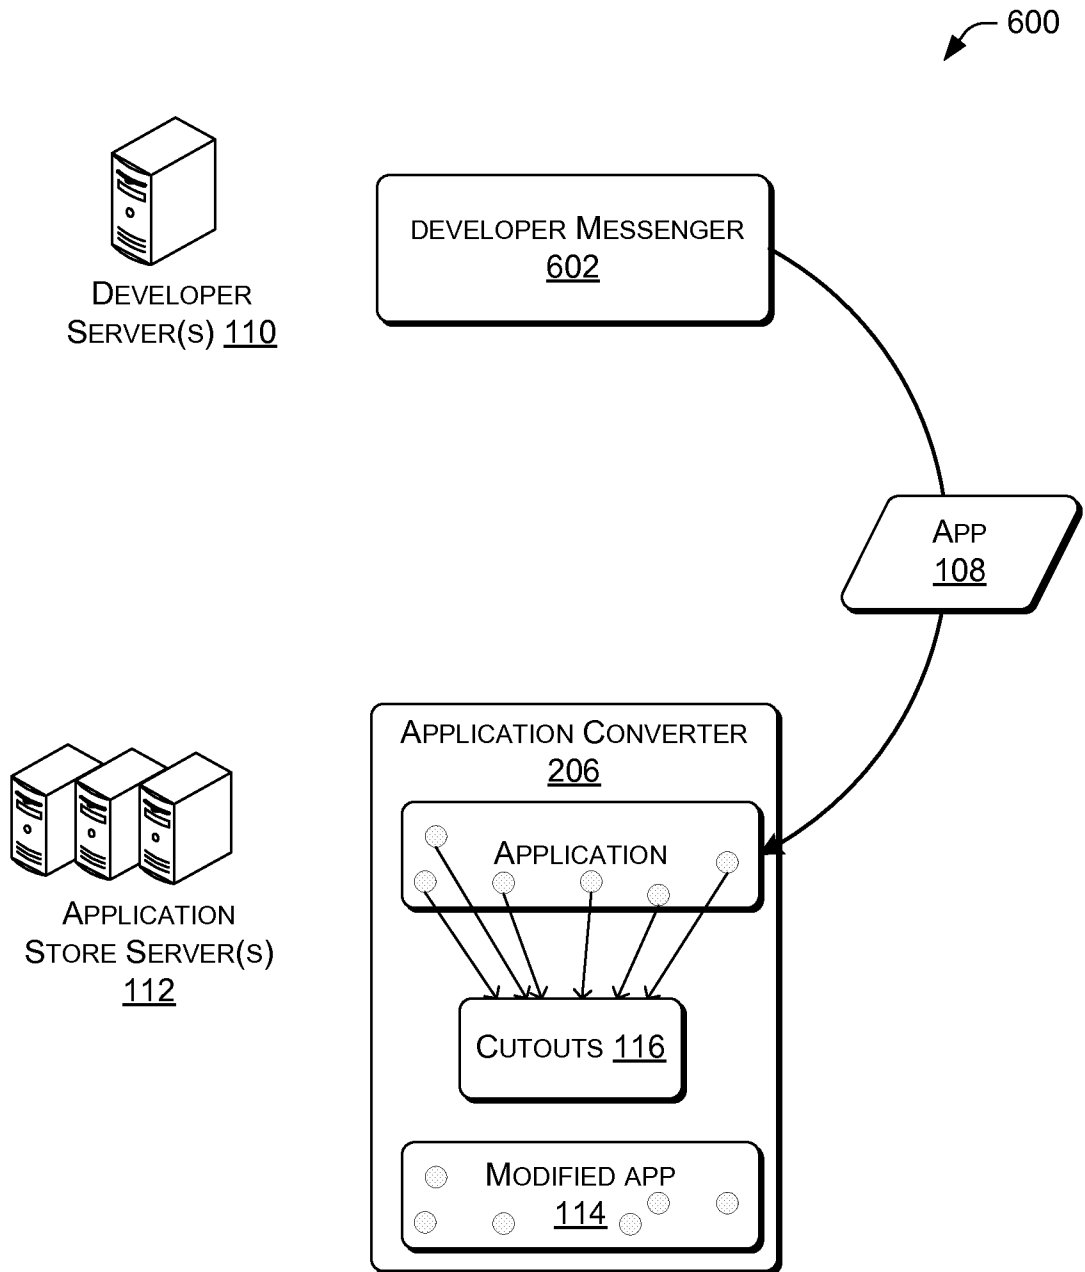 600
DEVELOPER MESSENGER
602
DEVELOPER
SERVER(S) 110
APP
108
APPLICATION CONVERTER
206
APPLICATION
APPLICATION
STORE SERVER(S)
112
CUTOUTS 116
MODIFIED APP
114